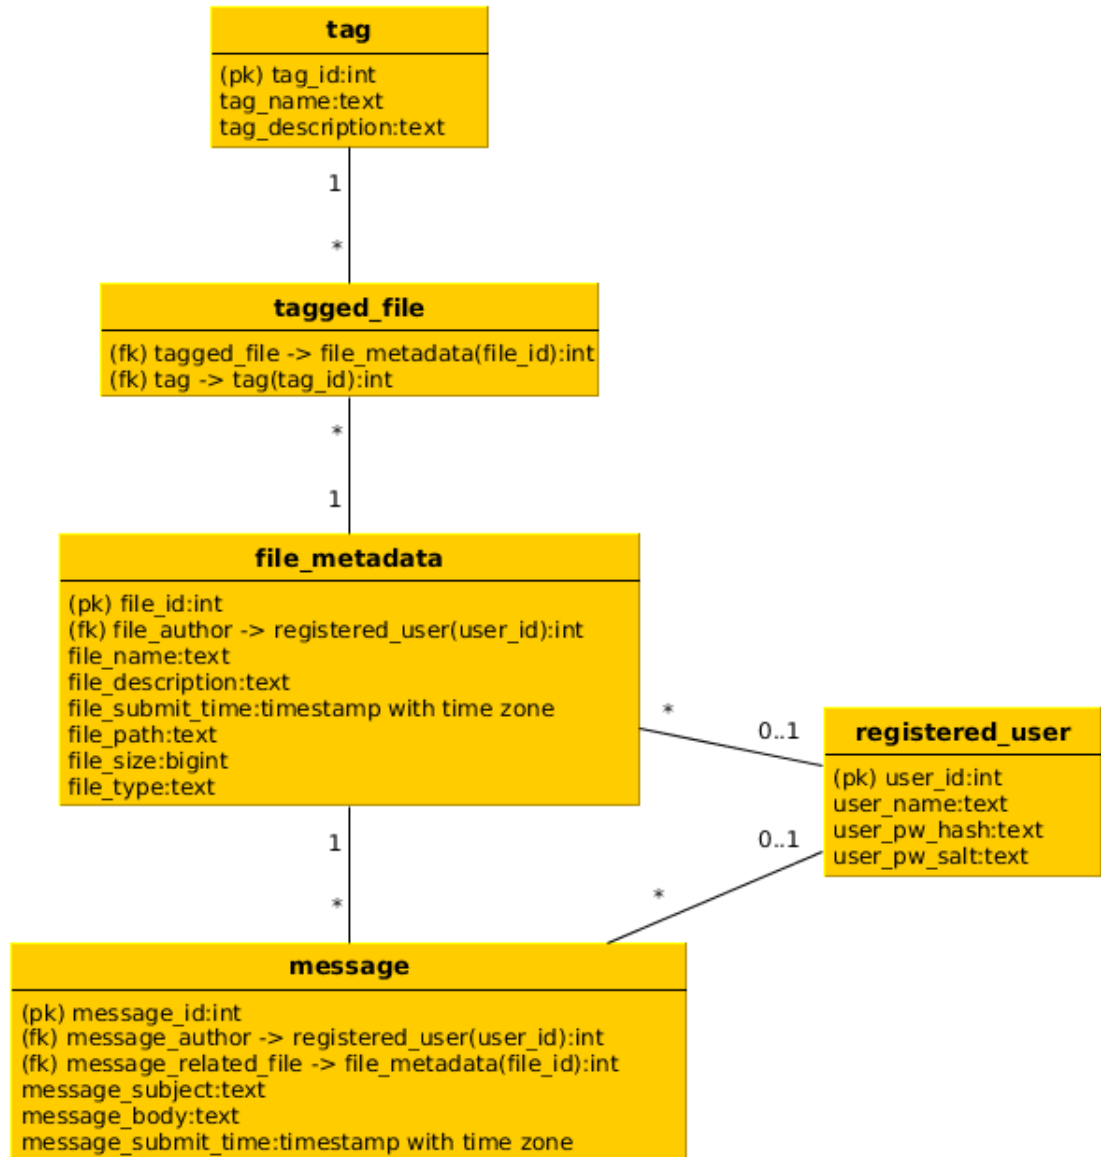 tag
(pk) tag_id:int
tag_name:text
tag_description:text
1
*
tagged_file
(fk) tagged_file -> file_metadata(file_id):int
(fk) tag -> tag(tag_id):int
*
1
file_metadata
(pk) file_id:int
(fk) file_author -> registered_user(user_id):int
file_name:text
file_description:text
file_submit_time:timestamp with time zone
file_path:text
file_size:bigint
file_type:text
*
0..1
registered_user
(pk) user_id:int
user_name:text
user_pw_hash:text
user_pw_salt:text
1
*
0..1
*
message
(pk) message_id:int
(fk) message_author -> registered_user(user_id):int
(fk) message_related_file -> file_metadata(file_id):int
message_subject:text
message_body:text
message_submit_time:timestamp with time zone